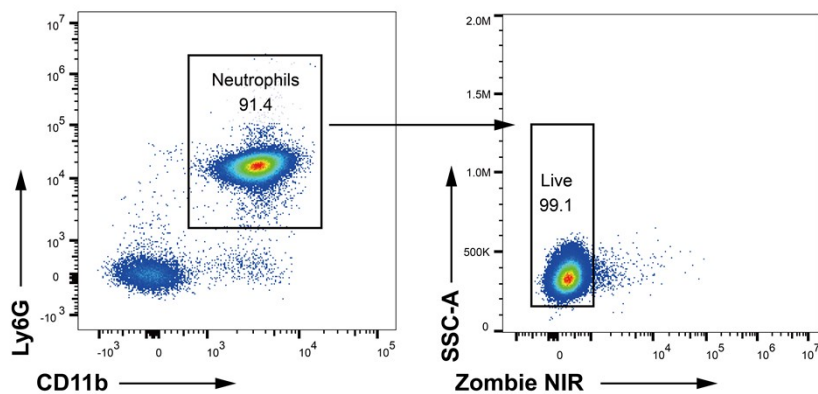 10^7
10^6
10^5
10^4
10^3
0
-10^3
Ly6G
Neutrophils
91.4
-10^3 0 10^3 10^4 10^5
CD11b
2.0M
1.5M
1.0M
500K
0
SSC-A
Live
99.1
0 10^4 10^5 10^6 10^7
Zombie NIR